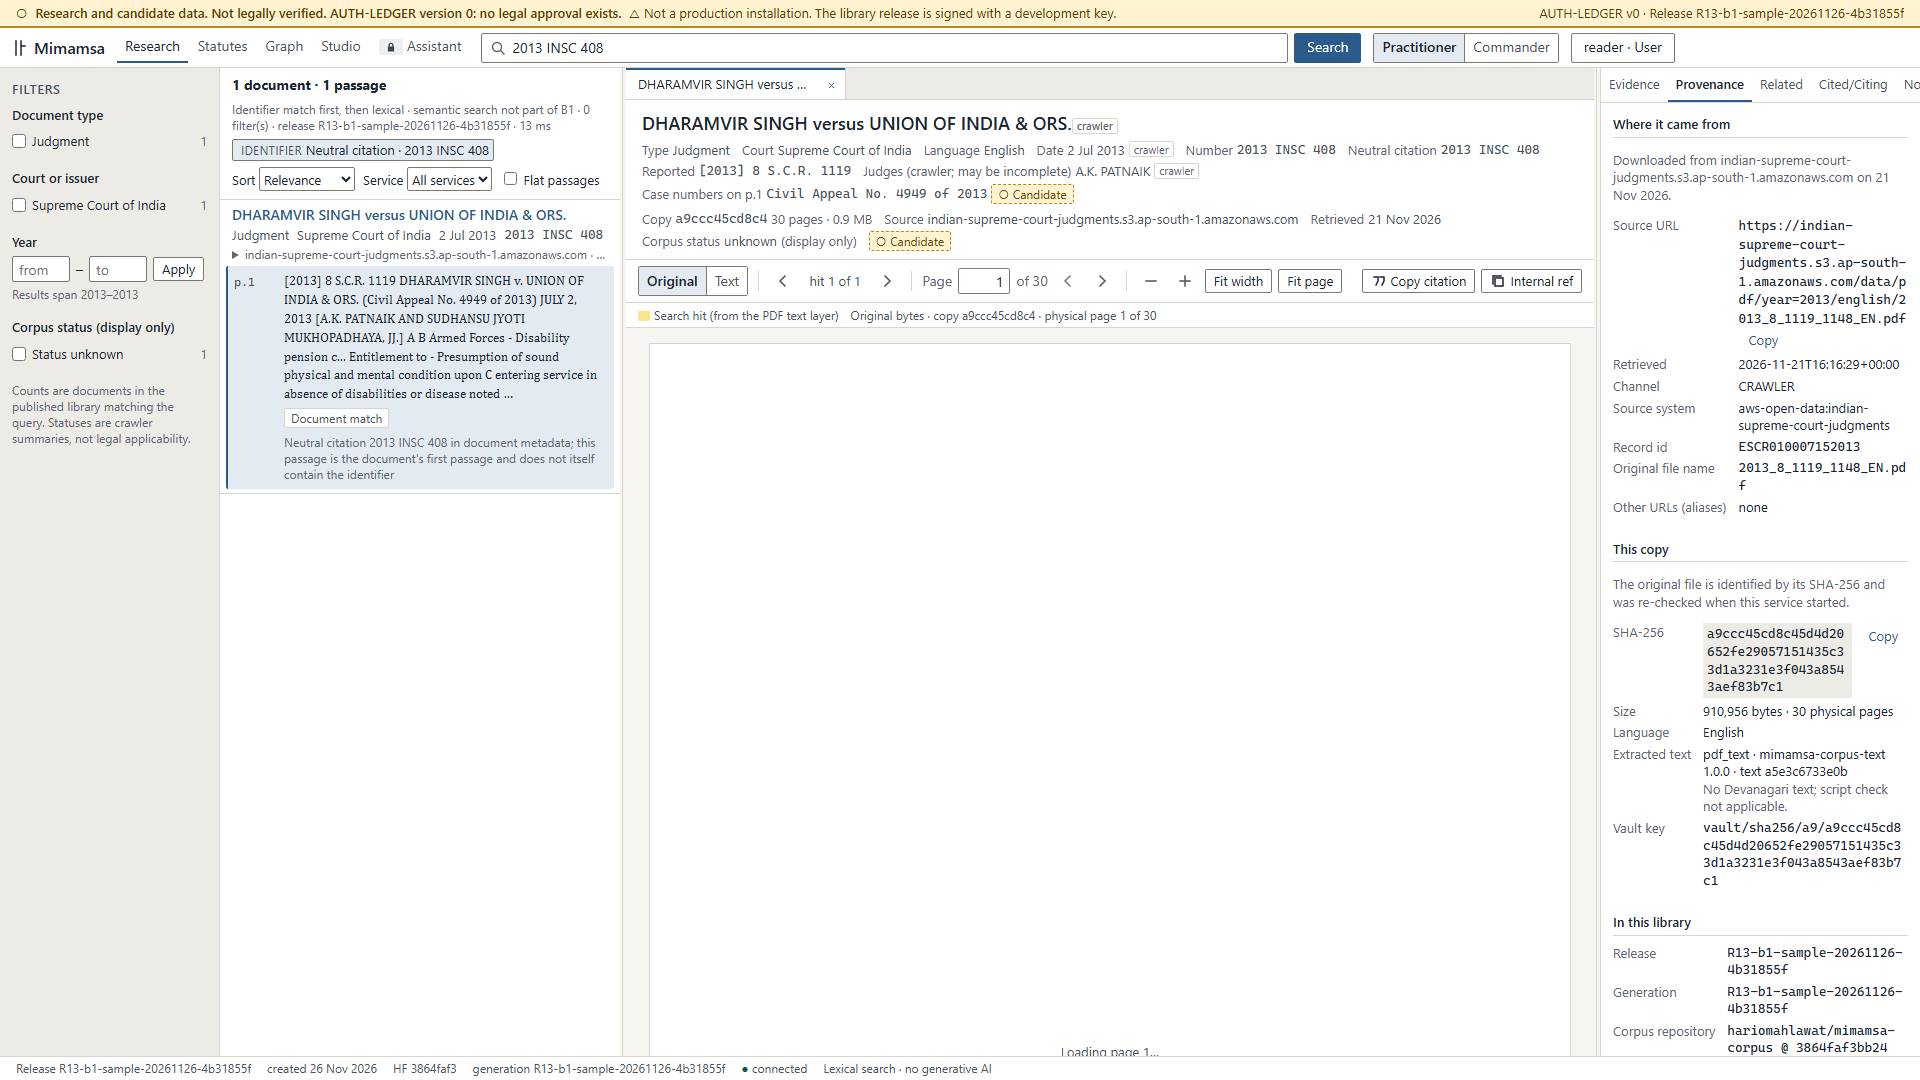 Research and candidate data. Not legally verified. AUTH-LEDGER version 0: no legal approval exists. ⚠ Not a production installation. The library release is signed with a development key.
AUTH-LEDGER v0 · Release R13-b1-sample-20261126-4b31855f
Mimamsa Research Statutes Graph Studio Assistant
2013 INSC 408
Search Practitioner Commander reader · User
FILTERS
Document type
Judgment 1
Court or issuer
Supreme Court of India 1
Year
from – to Apply
Results span 2013–2013
Corpus status (display only)
Status unknown 1
Counts are documents in the
published library matching the
query. Statuses are crawler
summaries, not legal applicability.
1 document · 1 passage
Identifier match first, then lexical · semantic search not part of B1 · 0
filter(s) · release R13-b1-sample-20261126-4b31855f · 13 ms
IDENTIFIER Neutral citation · 2013 INSC 408
Sort Relevance Service All services Flat passages
DHARAMVIR SINGH versus UNION OF INDIA & ORS.
Judgment Supreme Court of India 2 Jul 2013 2013 INSC 408
▶ indian-supreme-court-judgments.s3.ap-south-1.amazonaws.com · ...
p.1 [2013] 8 S.C.R. 1119 DHARAMVIR SINGH v. UNION OF
INDIA & ORS. (Civil Appeal No. 4949 of 2013) JULY 2,
2013 [A.K. PATNAIK AND SUDHANSU JYOTI
MUKHOPADHAYA, JJ.] A B Armed Forces - Disability
pension c... Entitlement to - Presumption of sound
physical and mental condition upon C entering service in
absence of disabilities or disease noted ...
Document match
Neutral citation 2013 INSC 408 in document metadata; this
passage is the document's first passage and does not itself
contain the identifier
DHARAMVIR SINGH versus ... ×
DHARAMVIR SINGH versus UNION OF INDIA & ORS. crawler
Type Judgment Court Supreme Court of India Language English Date 2 Jul 2013 crawler Number 2013 INSC 408 Neutral citation 2013 INSC 408
Reported [2013] 8 S.C.R. 1119 Judges (crawler; may be incomplete) A.K. PATNAIK crawler
Case numbers on p.1 Civil Appeal No. 4949 of 2013 Candidate
Copy a9ccc45cd8c4 30 pages · 0.9 MB Source indian-supreme-court-judgments.s3.ap-south-1.amazonaws.com Retrieved 21 Nov 2026
Corpus status unknown (display only) Candidate
Original Text hit 1 of 1 Page 1 of 30 Fit width Fit page Copy citation Internal ref
Search hit (from the PDF text layer) Original bytes · copy a9ccc45cd8c4 · physical page 1 of 30
Loading page 1...
Evidence Provenance Related Cited/Citing No
Where it came from
Downloaded from indian-supreme-court-
judgments.s3.ap-south-1.amazonaws.com on 21
Nov 2026.
Source URL https://indian-
supreme-court-
judgments.s3.ap-south-
1.amazonaws.com/data/p
df/year=2013/english/2
013_8_1119_1148_EN.pdf
Copy
Retrieved 2026-11-21T16:16:29+00:00
Channel CRAWLER
Source system aws-open-data:indian-
supreme-court-judgments
Record id ESCR010007152013
Original file name 2013_8_1119_1148_EN.pd
f
Other URLs (aliases) none
This copy
The original file is identified by its SHA-256 and
was re-checked when this service started.
SHA-256 a9ccc45cd8c45d4d20 Copy
652fe29057151435c3
3d1a3231e3f043a854
3aef83b7c1
Size 910,956 bytes · 30 physical pages
Language English
Extracted text pdf_text · mimamsa-corpus-text
1.0.0 · text a5e3c6733e0b
No Devanagari text; script check
not applicable.
Vault key vault/sha256/a9/a9ccc45cd8
c45d4d20652fe29057151435c3
3d1a3231e3f043a8543aef83b7
c1
In this library
Release R13-b1-sample-20261126-
4b31855f
Generation R13-b1-sample-20261126-
4b31855f
Corpus repository hariomahlawat/mimamsa-
corpus @ 3864faf3bb24
Release R13-b1-sample-20261126-4b31855f created 26 Nov 2026 HF 3864faf3 generation R13-b1-sample-20261126-4b31855f ● connected Lexical search · no generative AI